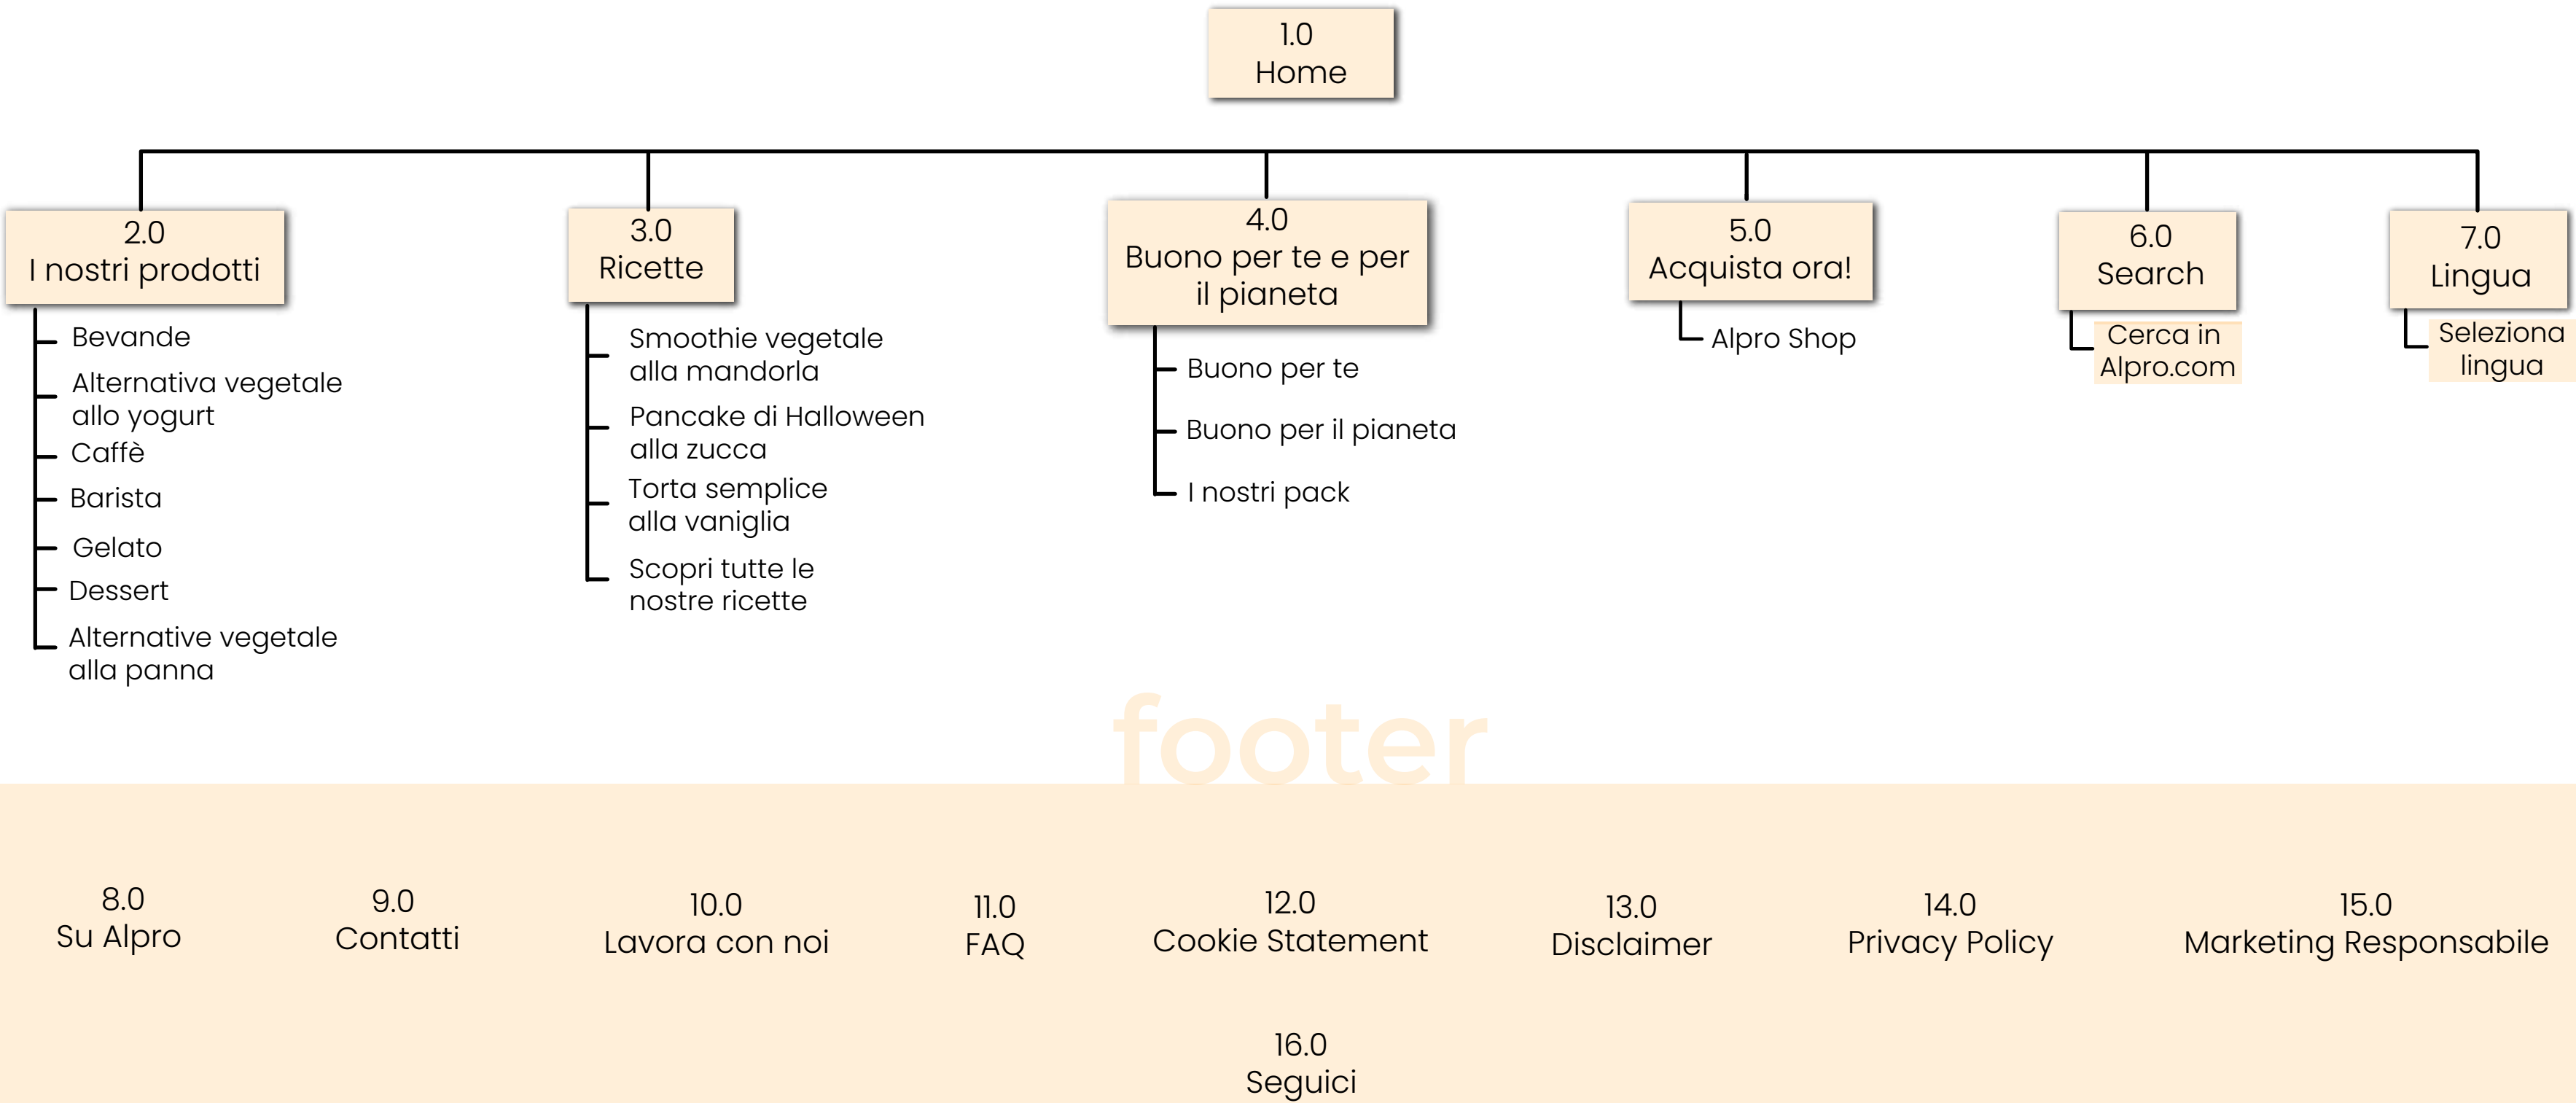 1.0
Home
2.0
I nostri prodotti
Bevande
Alternativa vegetale
allo yogurt
Caffè
Barista
Gelato
Dessert
Alternative vegetale
alla panna
3.0
Ricette
Smoothie vegetale
alla mandorla
Pancake di Halloween
alla zucca
Torta semplice
alla vaniglia
Scopri tutte le
nostre ricette
4.0
Buono per te e per
il pianeta
Buono per te
Buono per il pianeta
I nostri pack
5.0
Acquista ora!
Alpro Shop
6.0
Search
Cerca in
Alpro.com
7.0
Lingua
Seleziona
lingua
footer
8.0
Su Alpro
9.0
Contatti
10.0
Lavora con noi
11.0
FAQ
12.0
Cookie Statement
13.0
Disclaimer
14.0
Privacy Policy
15.0
Marketing Responsabile
16.0
Seguici